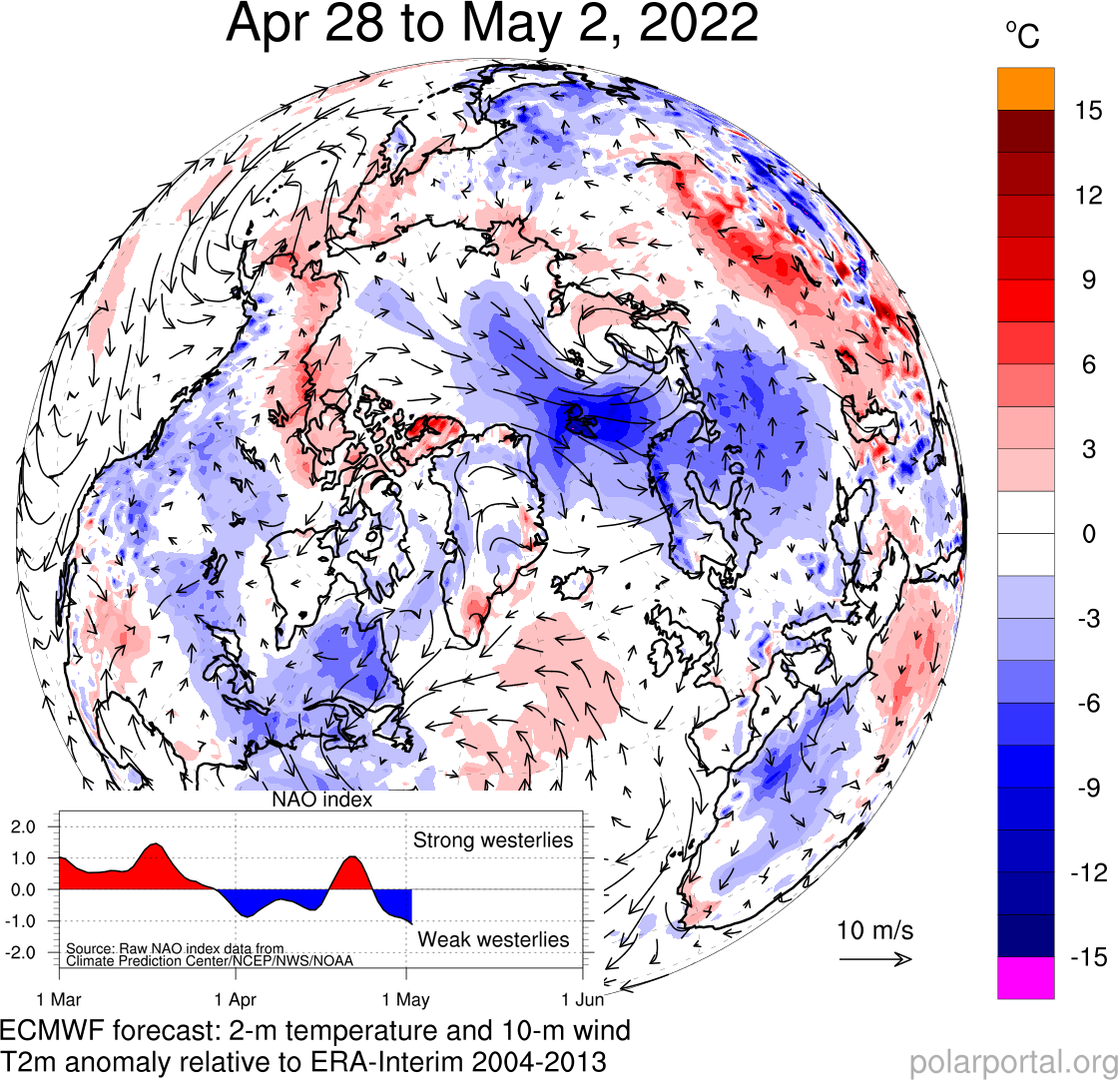 Apr 28 to May 2, 2022
°C
15
12
9
6
3
0
-3
-6
-9
-12
-15
NAO index
2.0
1.0
0.0
-1.0
-2.0
Strong westerlies
Weak westerlies
Source: Raw NAO index data from
Climate Prediction Center/NCEP/NWS/NOAA
1 Mar
1 Apr
1 May
1 Jun
10 m/s
ECMWF forecast: 2-m temperature and 10-m wind
T2m anomaly relative to ERA-Interim 2004-2013
polarportal.org